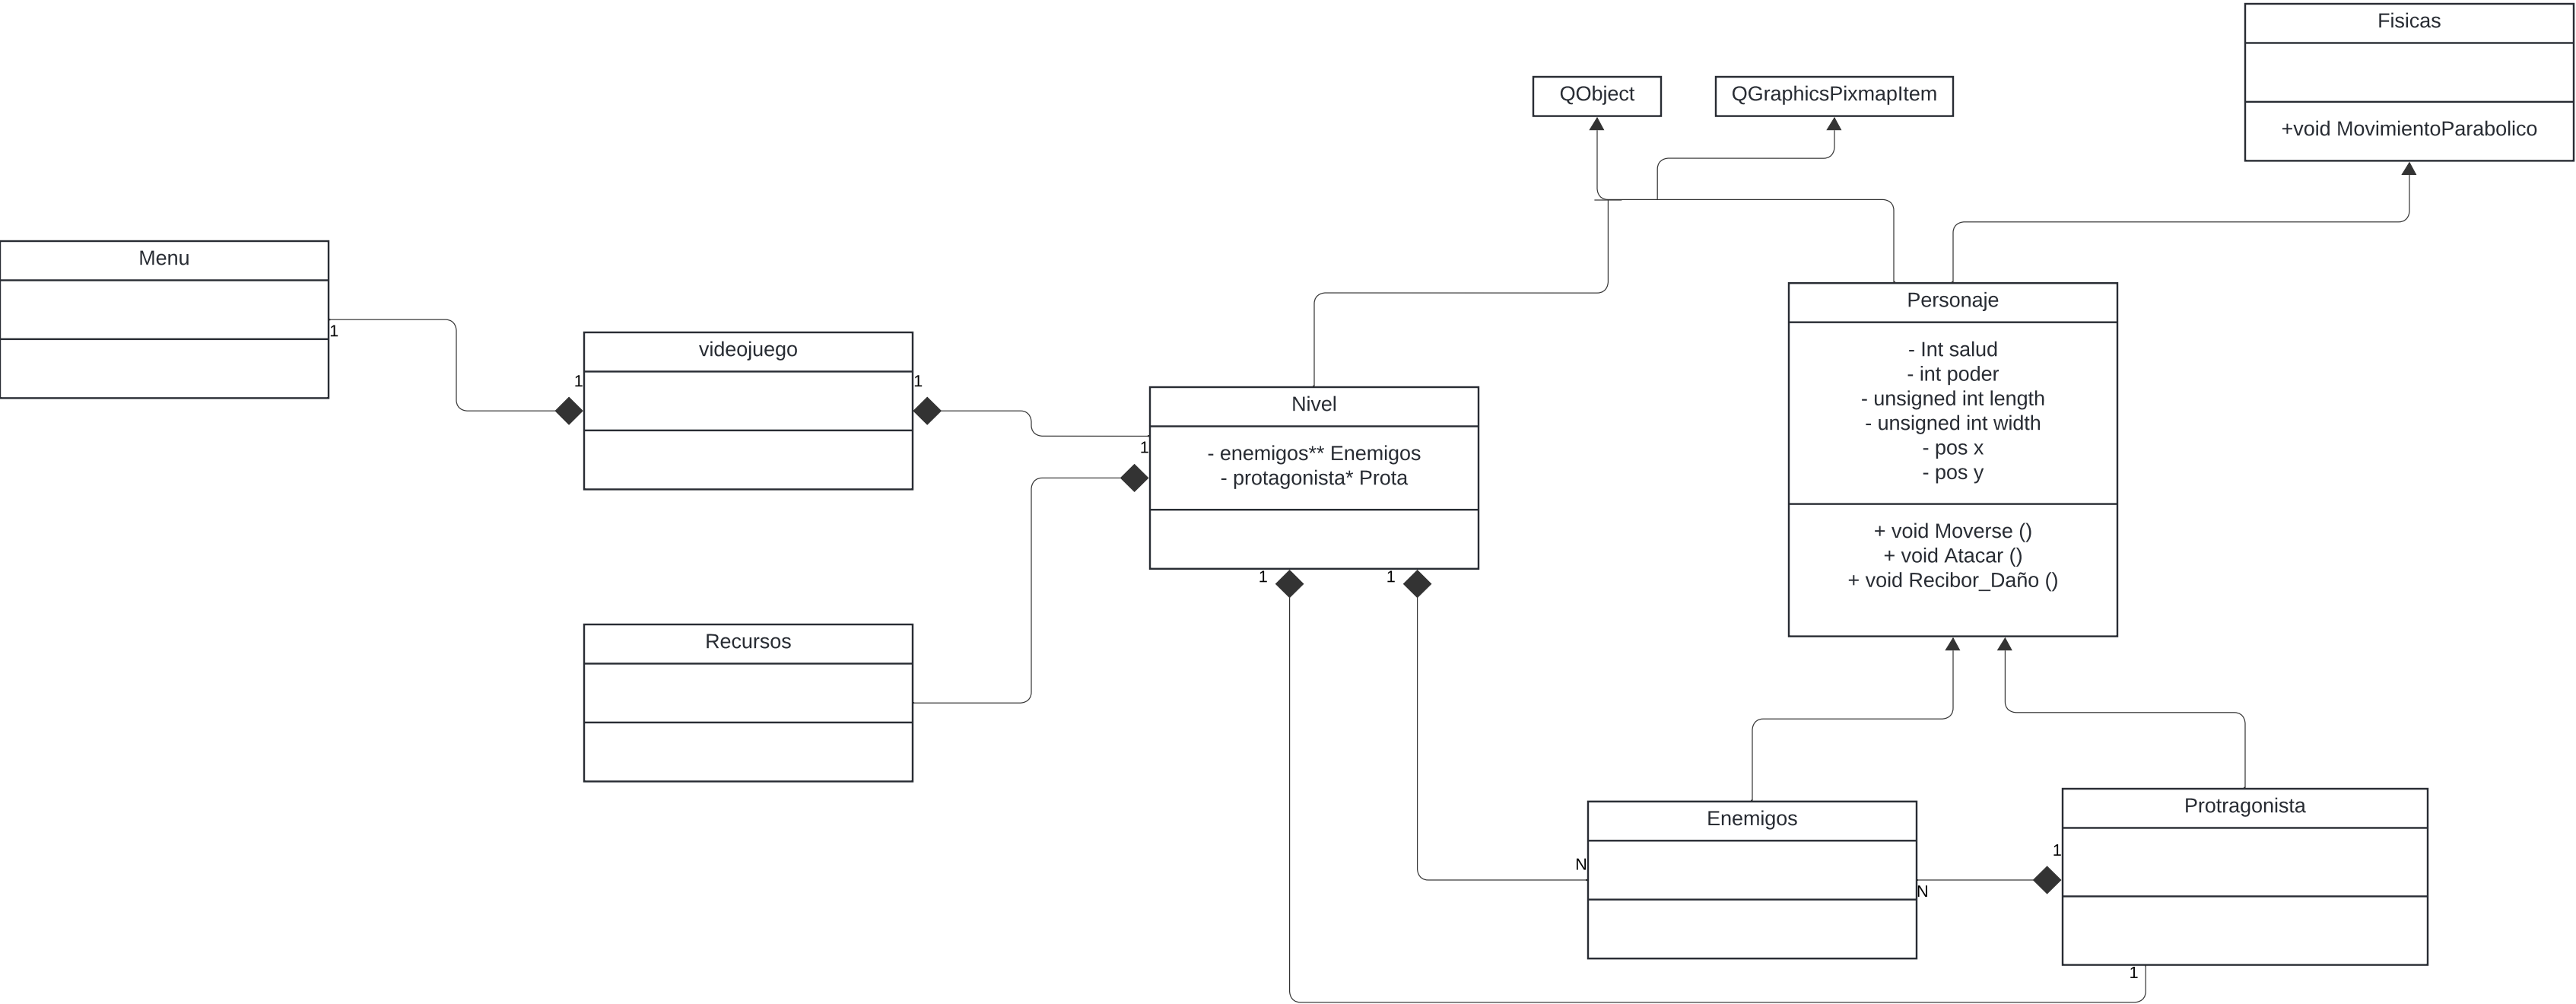 Fisicas
+void MovimientoParabolico
QObject
QGraphicsPixmapItem
Menu
1
videojuego
1
1
Nivel
- enemigos** Enemigos
- protagonista* Prota
1
1
1
Personaje
- Int salud
- int poder
- unsigned int length
- unsigned int width
- pos x
- pos y
+ void Moverse ()
+ void Atacar ()
+ void Recibor_Daño ()
Recursos
Enemigos
N
N
Protragonista
1
1